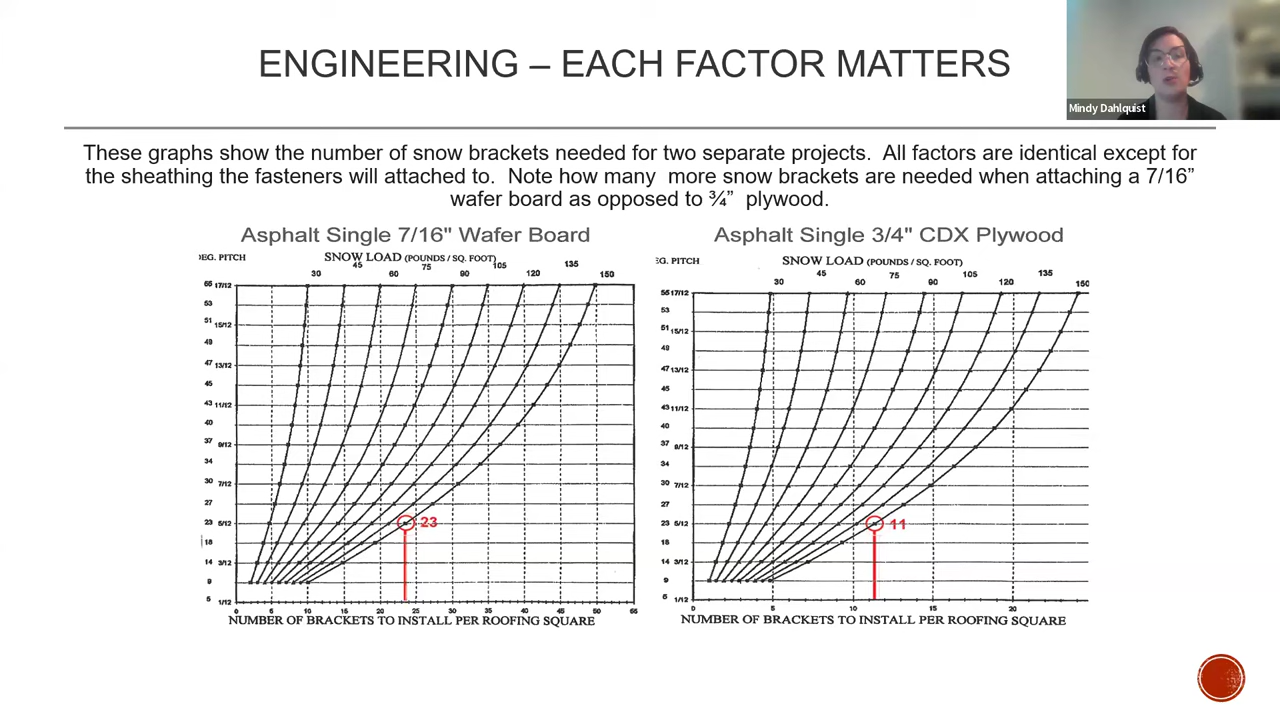 ENGINEERING – EACH FACTOR MATTERS
Mindy Dahlquist
These graphs show the number of snow brackets needed for two separate projects. All factors are identical except for
the sheathing the fasteners will attached to. Note how many more snow brackets are needed when attaching a 7/16”
wafer board as opposed to ¾” plywood.
Asphalt Single 7/16" Wafer Board
EG. PITCH
SNOW LOAD (POUNDS / SQ. FOOT)
30 45 60 75 90 105 120 135 150
17/12
53
51 15/12
49
47 13/12
45
43 11/12
40
37 9/12
34
30 7/12
27
23 5/12
18
14 3/12
9
5 1/12
23
0 5 10 15 20 25 30 35 40 45 50
NUMBER OF BRACKETS TO INSTALL PER ROOFING SQUARE
Asphalt Single 3/4" CDX Plywood
EG. PITCH
SNOW LOAD (POUNDS / SQ. FOOT)
30 45 60 75 90 105 120 135 150
55 17/12
53
51 15/12
49
47 13/12
45
43 11/12
40
37 9/12
34
30 7/12
27
23 5/12
18
14 3/12
9
1/12
11
0 5 10 15 20
NUMBER OF BRACKETS TO INSTALL PER ROOFING SQUARE